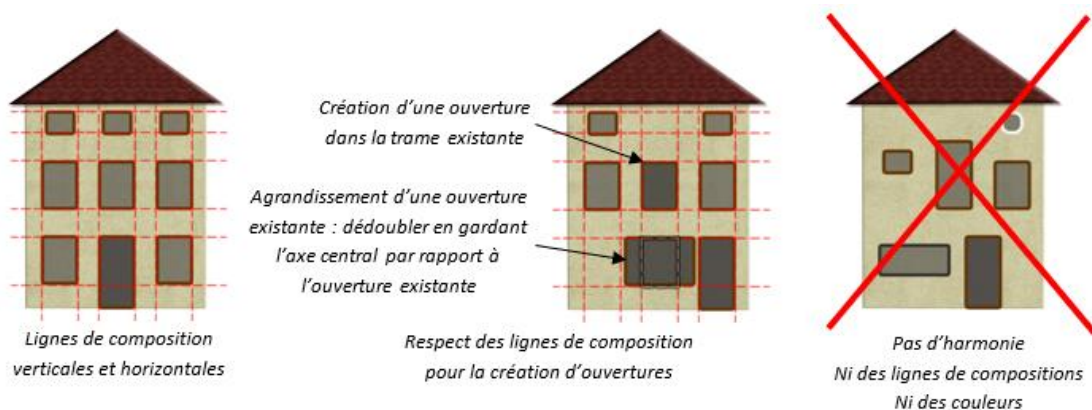 Création d’une ouverture
dans la trame existante
Agrandissement d’une ouverture
existante : dédoubler en gardant
l’axe central par rapport à
l’ouverture existante
Lignes de composition
verticales et horizontales
Respect des lignes de composition
pour la création d’ouvertures
Pas d’harmonie
Ni des lignes de compositions
Ni des couleurs